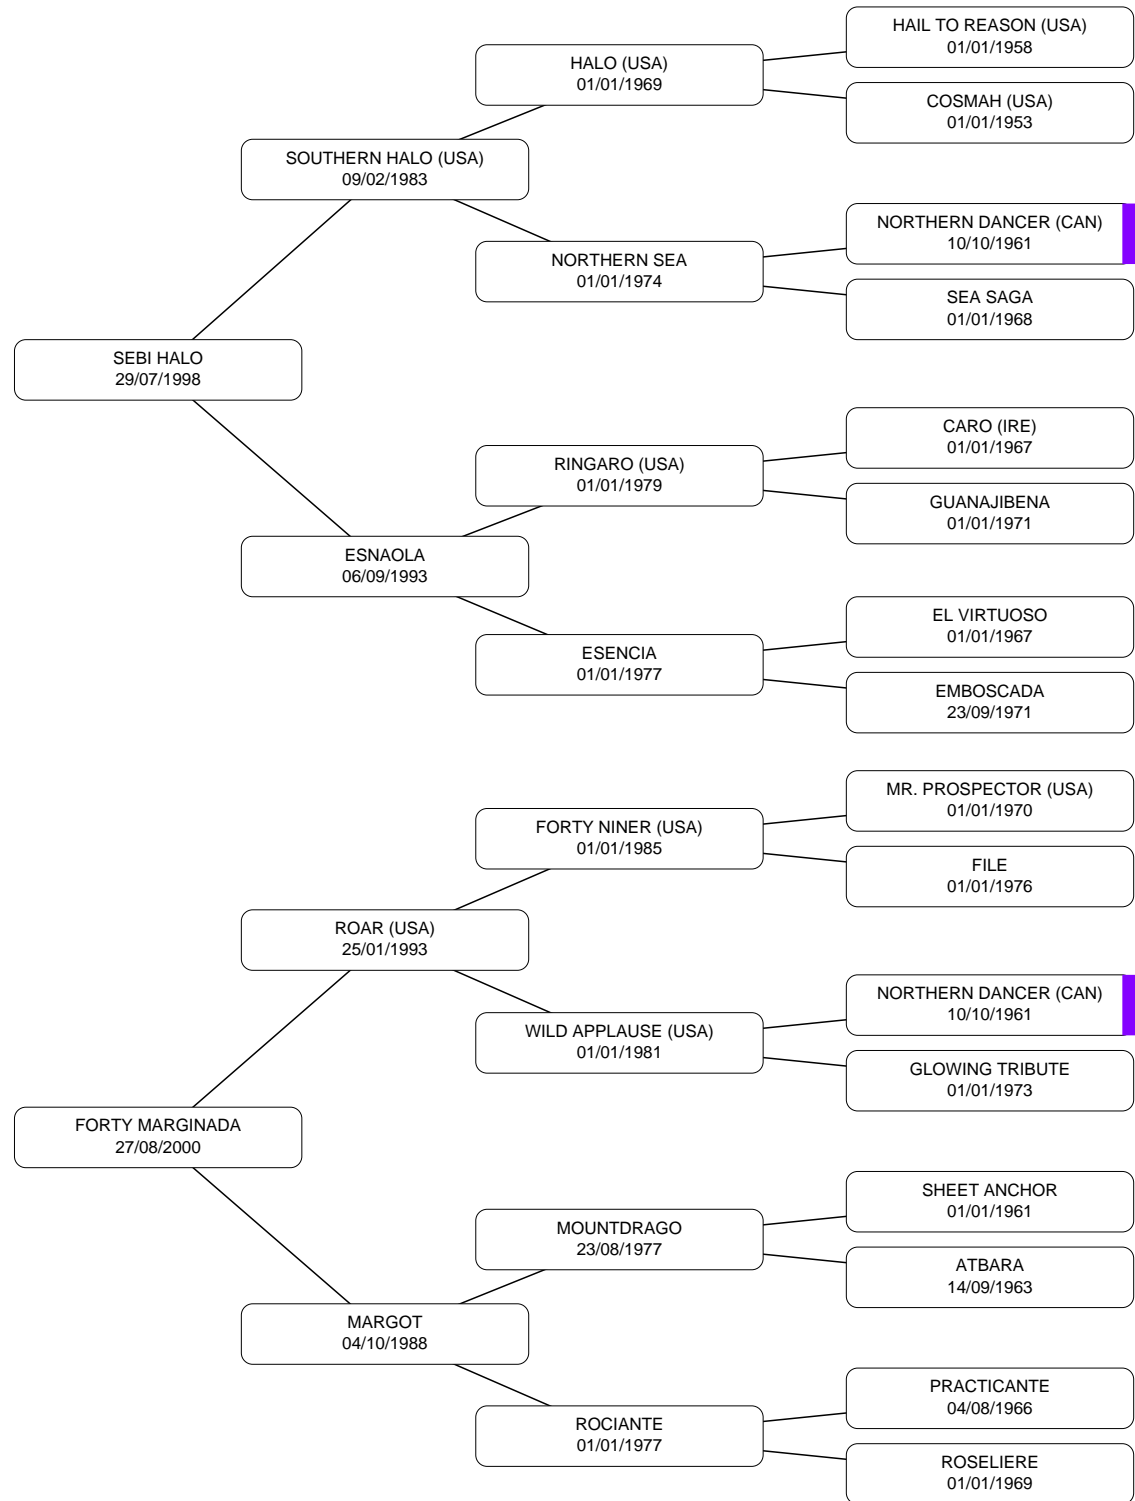 HAIL TO REASON (USA)
01/01/1958
HALO (USA)
01/01/1969
COSMAH (USA)
01/01/1953
SOUTHERN HALO (USA)
09/02/1983
NORTHERN DANCER (CAN)
10/10/1961
NORTHERN SEA
01/01/1974
SEA SAGA
01/01/1968
SEBI HALO
29/07/1998
CARO (IRE)
01/01/1967
RINGARO (USA)
01/01/1979
GUANAJIBENA
01/01/1971
ESNAOLA
06/09/1993
EL VIRTUOSO
01/01/1967
ESENCIA
01/01/1977
EMBOSCADA
23/09/1971
MR. PROSPECTOR (USA)
01/01/1970
FORTY NINER (USA)
01/01/1985
FILE
01/01/1976
ROAR (USA)
25/01/1993
NORTHERN DANCER (CAN)
10/10/1961
WILD APPLAUSE (USA)
01/01/1981
GLOWING TRIBUTE
01/01/1973
FORTY MARGINADA
27/08/2000
SHEET ANCHOR
01/01/1961
MOUNTDRAGO
23/08/1977
ATBARA
14/09/1963
MARGOT
04/10/1988
PRACTICANTE
04/08/1966
ROCIANTE
01/01/1977
ROSELIERE
01/01/1969